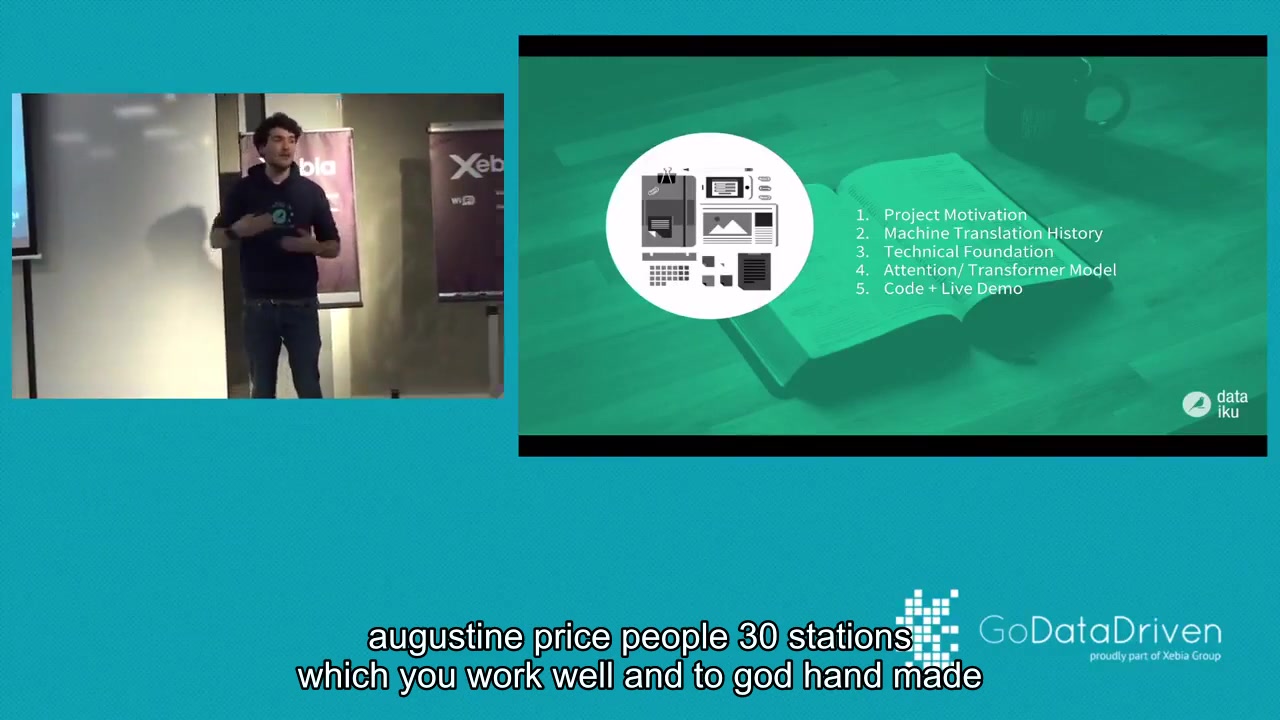 Xebia
Xeb
WiFi
1. Project Motivation
2. Machine Translation History
3. Technical Foundation
4. Attention/ Transformer Model
5. Code + Live Demo
data
iku
GoDataDriven
proudly part of Xebia Group
augustine price people 30 stations
which you work well and to god hand made